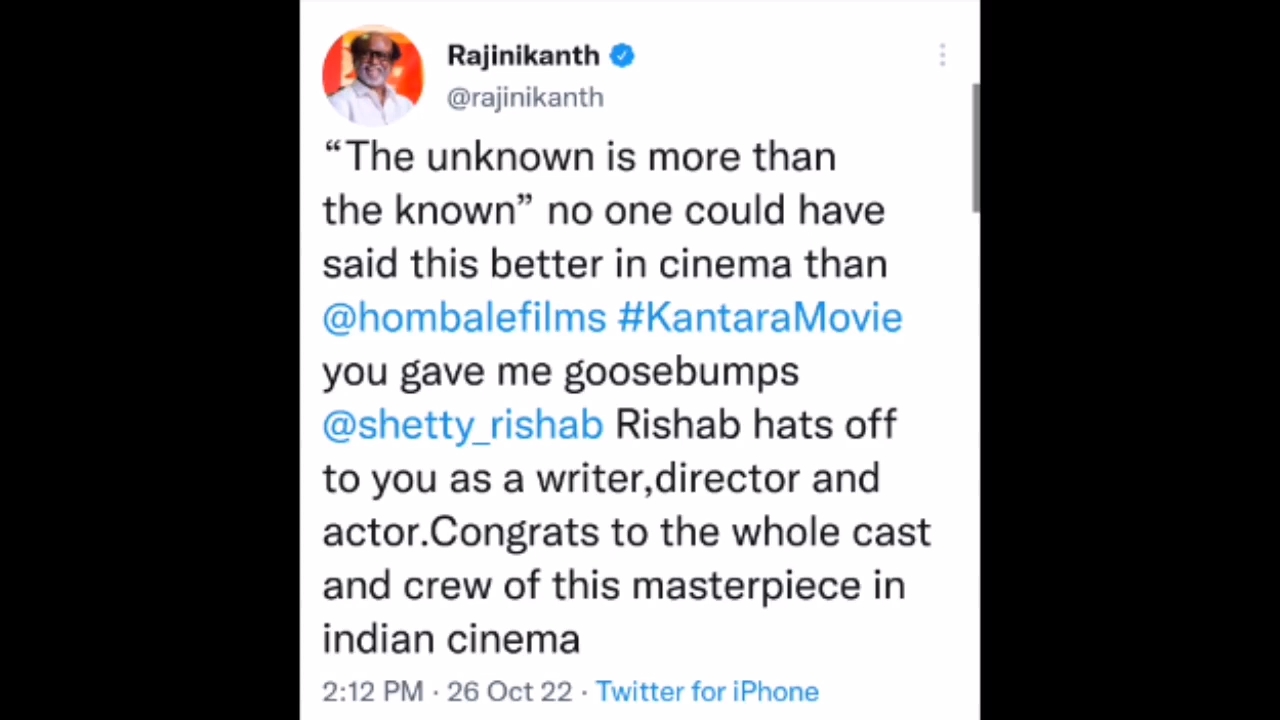 Rajinikanth
@rajinikanth
“The unknown is more than
the known” no one could have
said this better in cinema than
@hombalefilms #KantaraMovie
you gave me goosebumps
@shetty_rishab Rishab hats off
to you as a writer,director and
actor.Congrats to the whole cast
and crew of this masterpiece in
indian cinema
2:12 PM · 26 Oct 22 · Twitter for iPhone